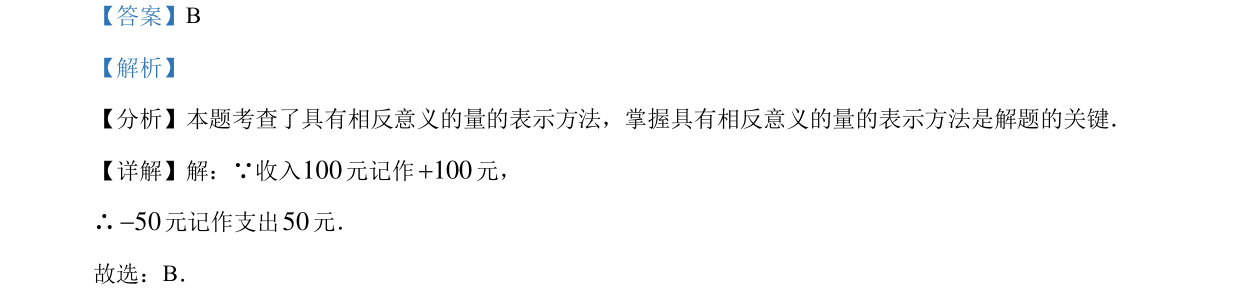 【答案】B
【解析】
【分析】本题考查了具有相反意义的量的表示方法，掌握具有相反意义的量的表示方法是解题的关键．
【详解】解：∵收入100元记作+100元，
∴−50元记作支出50元．
故选：B．